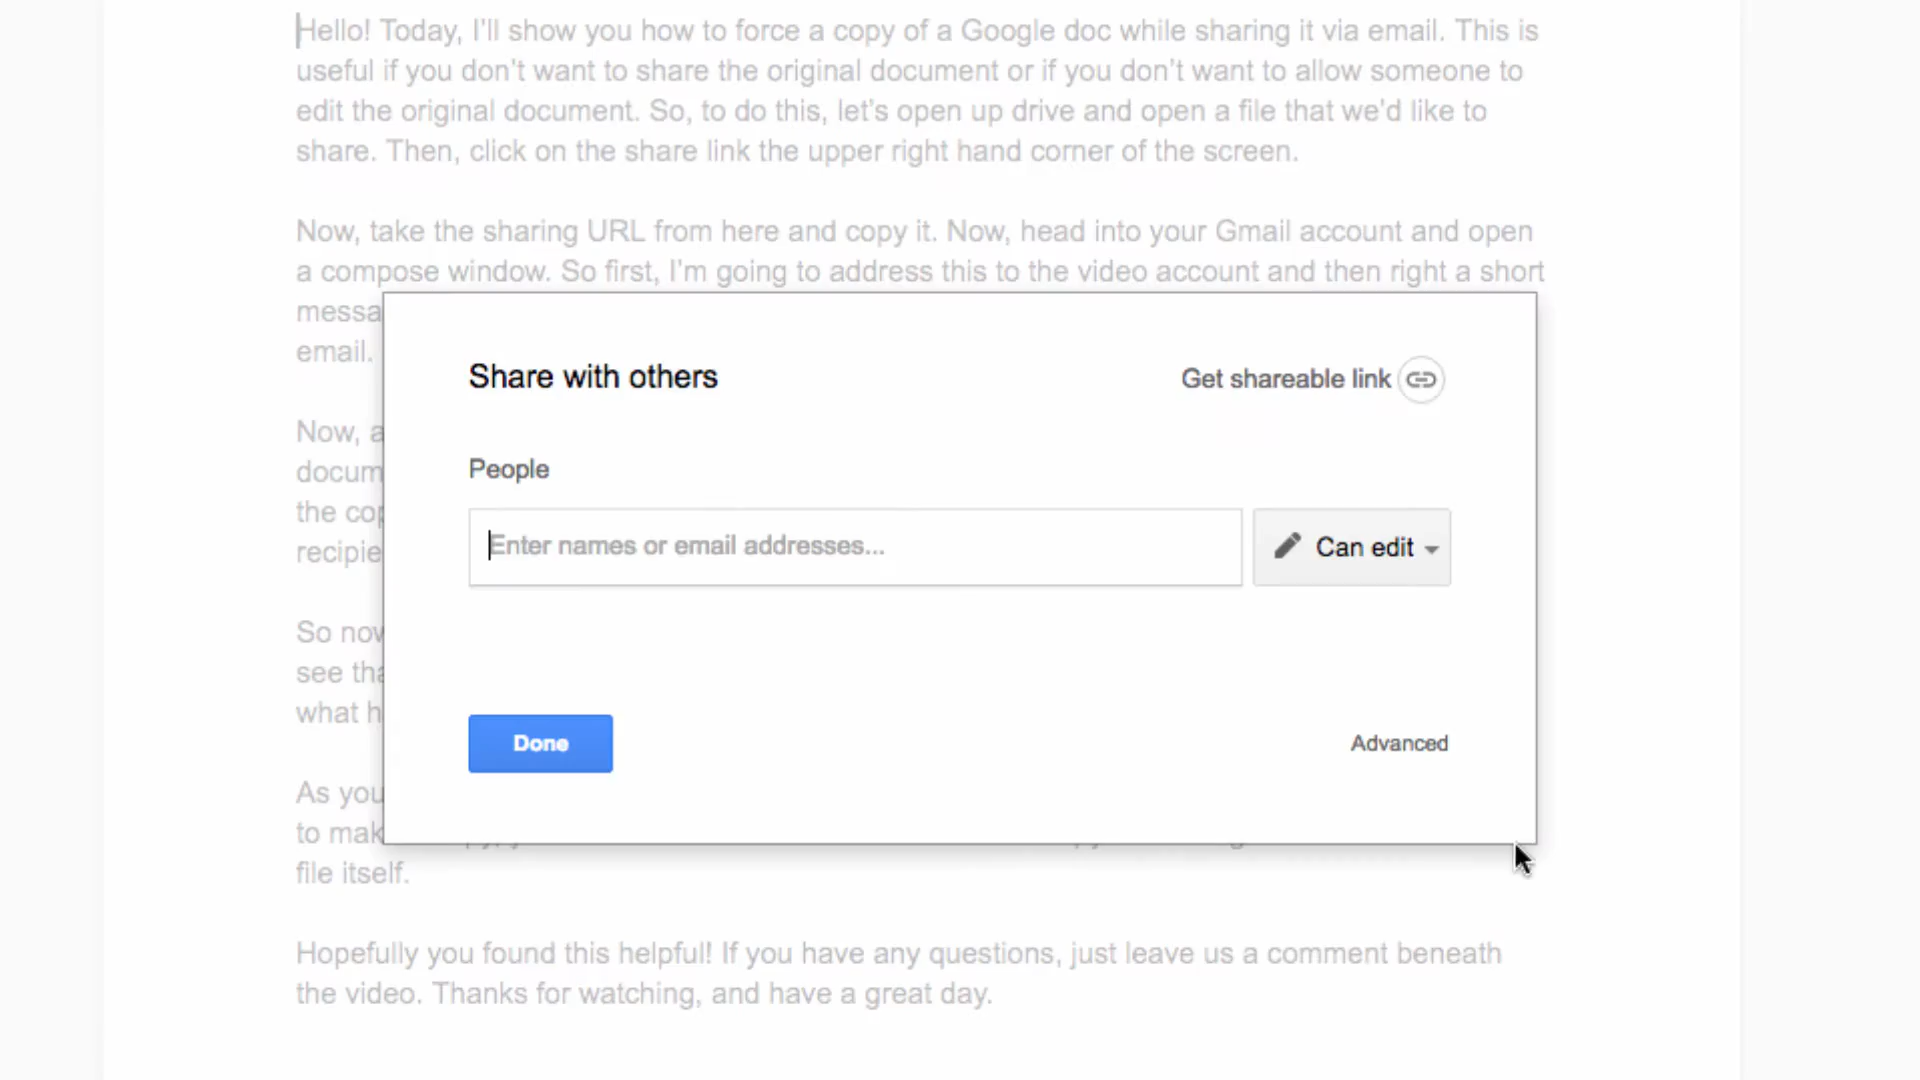 Hello! Today, I'll show you how to force a copy of a Google doc while sharing it via email. This is
useful if you don't want to share the original document or if you don't want to allow someone to
edit the original document. So, to do this, let's open up drive and open a file that we'd like to
share. Then, click on the share link the upper right hand corner of the screen.
Now, take the sharing URL from here and copy it. Now, head into your Gmail account and open
a compose window. So first, I'm going to address this to the video account and then right a short
email.
Share with others
Get shareable link
Now,
People
the
Enter names or email addresses...
Can edit
So
see
what
Done
Advanced
As you
to
file itself.
Hopefully you found this helpful! If you have any questions, just leave us a comment beneath
the video. Thanks for watching, and have a great day.